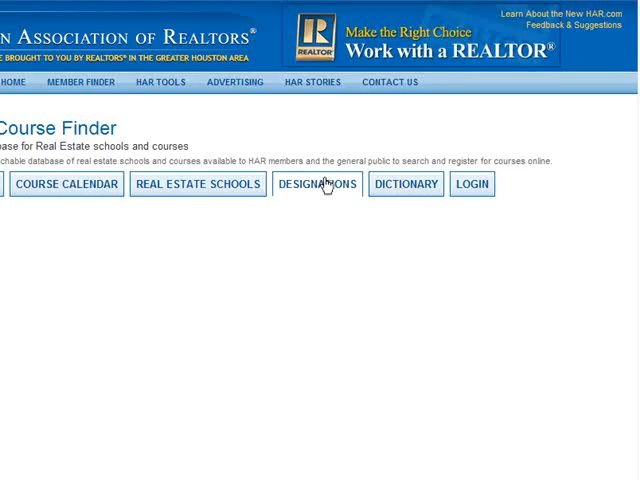 N ASSOCIATION OF REALTORS®
E BROUGHT TO YOU BY REALTORS® IN THE GREATER HOUSTON AREA
R
REALTOR
Make the Right Choice
Work with a REALTOR®
Learn About the New HAR.com
Feedback & Suggestions
HOME MEMBER FINDER HAR TOOLS ADVERTISING HAR STORIES CONTACT US
Course Finder
base for Real Estate schools and courses
chable database of real estate schools and courses available to HAR members and the general public to search and register for courses online.
COURSE CALENDAR REAL ESTATE SCHOOLS DESIGNATIONS DICTIONARY LOGIN